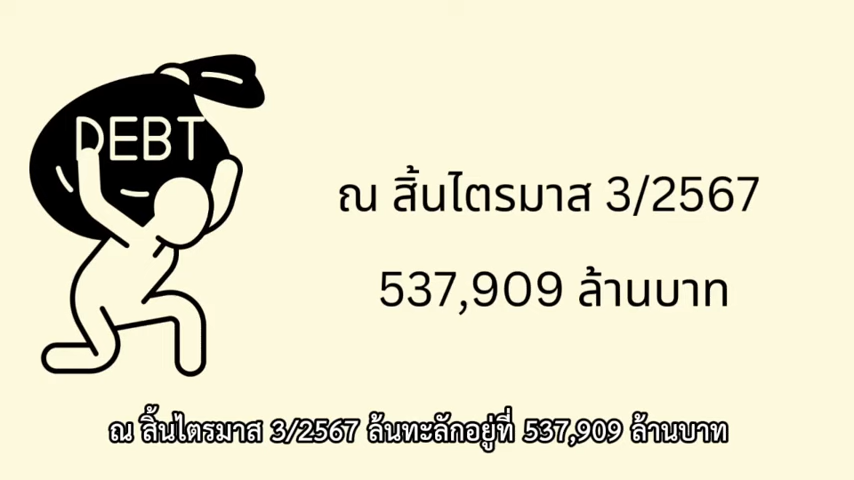 DEBT
ณ สิ้นไตรมาส 3/2567
537,909 ล้านบาท
ณ สิ้นไตรมาส 3/2567 ล้นทะลักอยู่ที่ 537,909 ล้านบาท